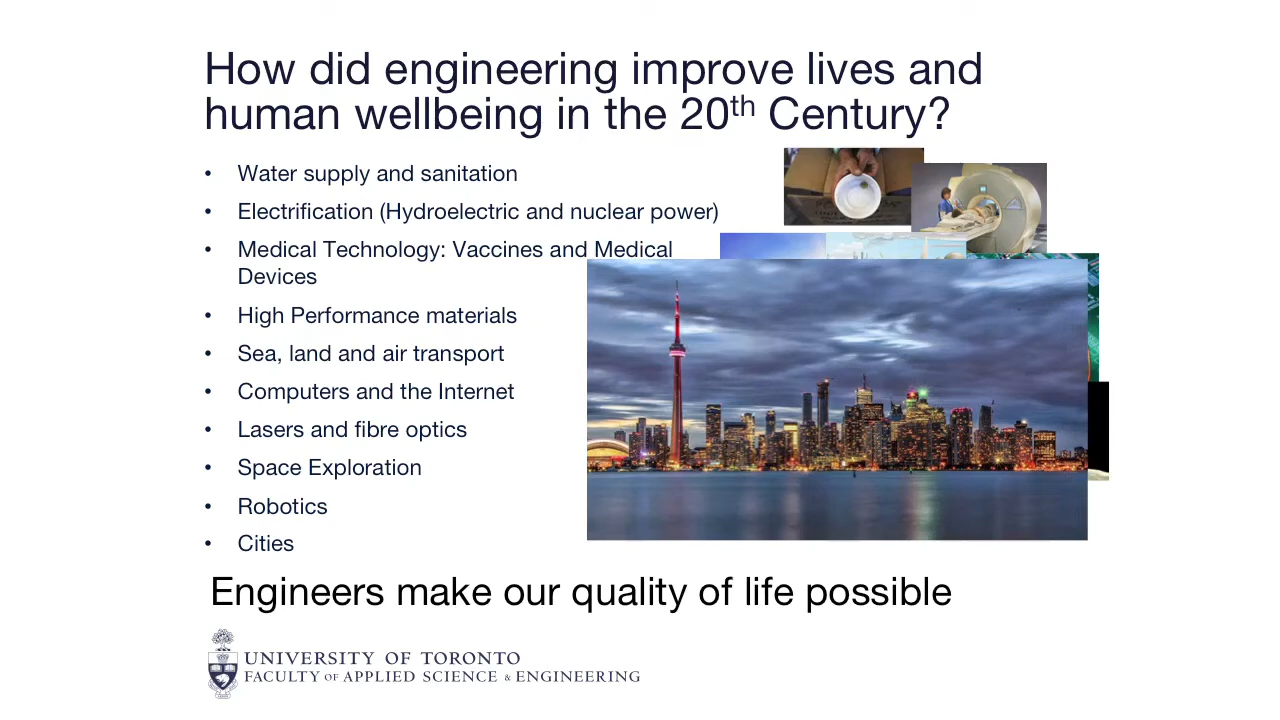 How did engineering improve lives and
human wellbeing in the 20th Century?
• Water supply and sanitation
• Electrification (Hydroelectric and nuclear power)
• Medical Technology: Vaccines and Medical
Devices
• High Performance materials
• Sea, land and air transport
• Computers and the Internet
• Lasers and fibre optics
• Space Exploration
• Robotics
• Cities
Engineers make our quality of life possible
UNIVERSITY OF TORONTO
FACULTY OF APPLIED SCIENCE & ENGINEERING